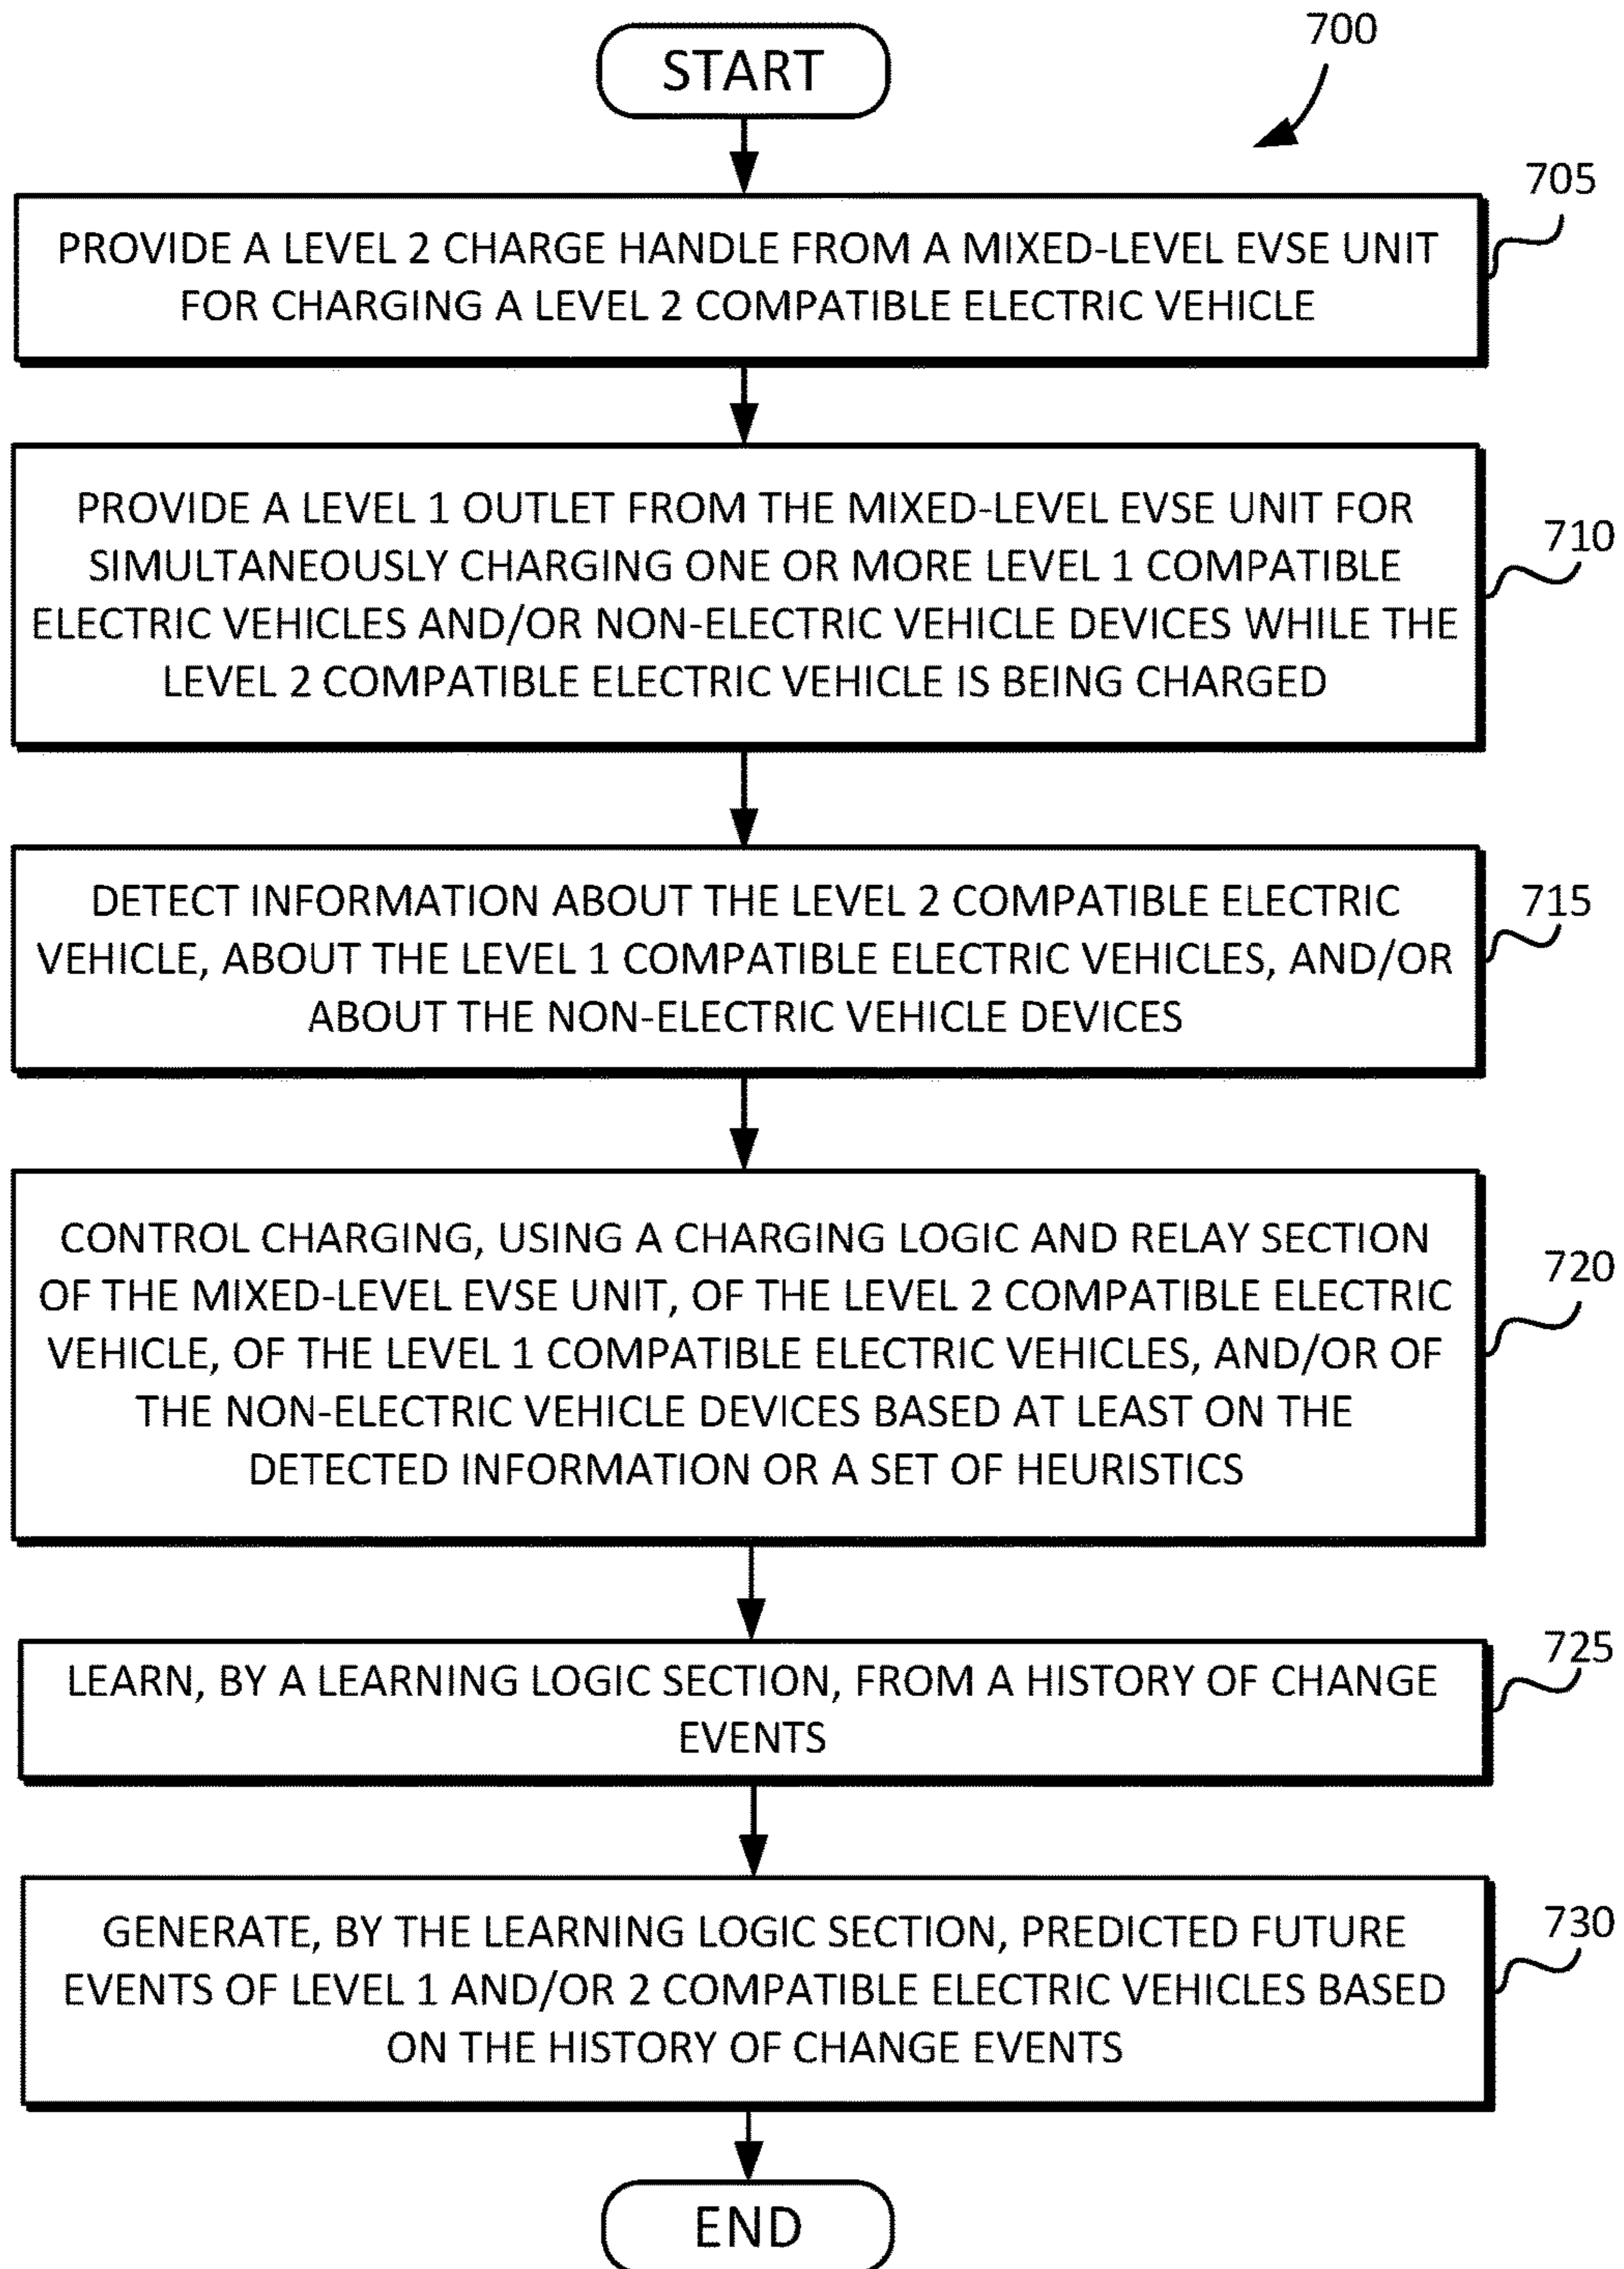 700
START
705
PROVIDE A LEVEL 2 CHARGE HANDLE FROM A MIXED-LEVEL EVSE UNIT
FOR CHARGING A LEVEL 2 COMPATIBLE ELECTRIC VEHICLE
710
PROVIDE A LEVEL 1 OUTLET FROM THE MIXED-LEVEL EVSE UNIT FOR
SIMULTANEOUSLY CHARGING ONE OR MORE LEVEL 1 COMPATIBLE
ELECTRIC VEHICLES AND/OR NON-ELECTRIC VEHICLE DEVICES WHILE THE
LEVEL 2 COMPATIBLE ELECTRIC VEHICLE IS BEING CHARGED
715
DETECT INFORMATION ABOUT THE LEVEL 2 COMPATIBLE ELECTRIC
VEHICLE, ABOUT THE LEVEL 1 COMPATIBLE ELECTRIC VEHICLES, AND/OR
ABOUT THE NON-ELECTRIC VEHICLE DEVICES
720
CONTROL CHARGING, USING A CHARGING LOGIC AND RELAY SECTION
OF THE MIXED-LEVEL EVSE UNIT, OF THE LEVEL 2 COMPATIBLE ELECTRIC
VEHICLE, OF THE LEVEL 1 COMPATIBLE ELECTRIC VEHICLES, AND/OR OF
THE NON-ELECTRIC VEHICLE DEVICES BASED AT LEAST ON THE
DETECTED INFORMATION OR A SET OF HEURISTICS
725
LEARN, BY A LEARNING LOGIC SECTION, FROM A HISTORY OF CHANGE
EVENTS
730
GENERATE, BY THE LEARNING LOGIC SECTION, PREDICTED FUTURE
EVENTS OF LEVEL 1 AND/OR 2 COMPATIBLE ELECTRIC VEHICLES BASED
ON THE HISTORY OF CHANGE EVENTS
END